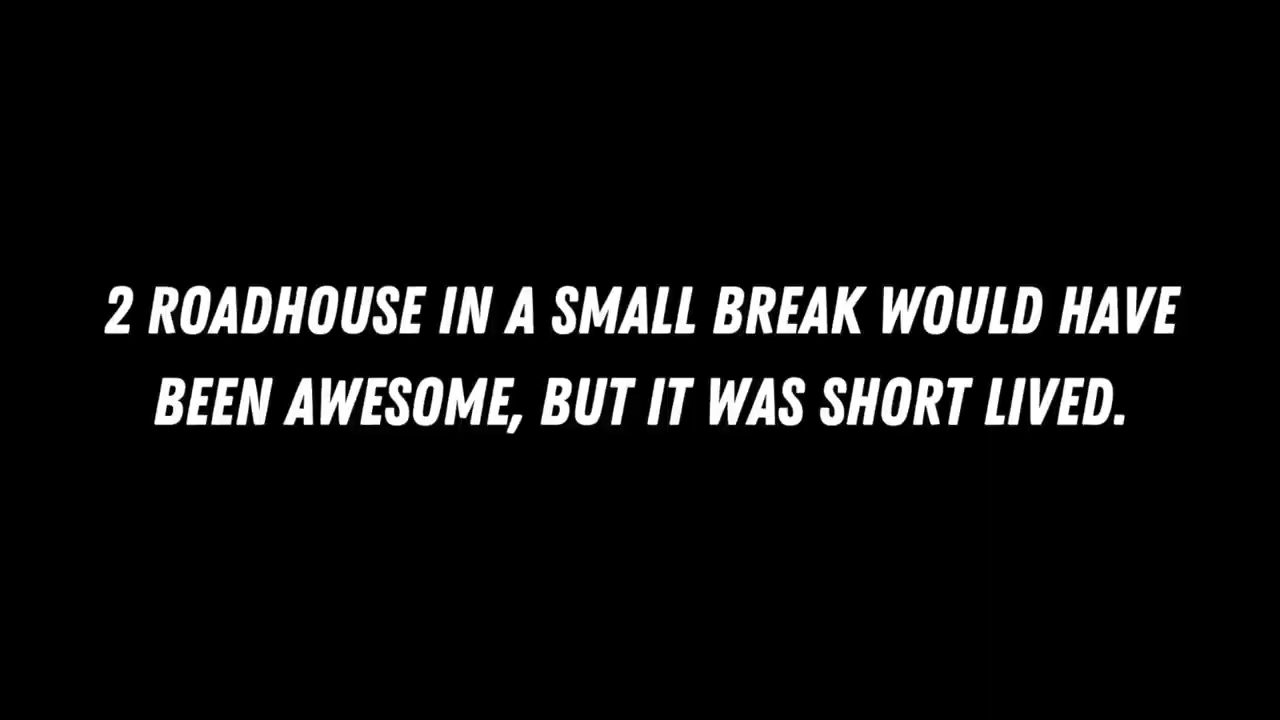 2 ROADHOUSE IN A SMALL BREAK WOULD HAVE
BEEN AWESOME, BUT IT WAS SHORT LIVED.